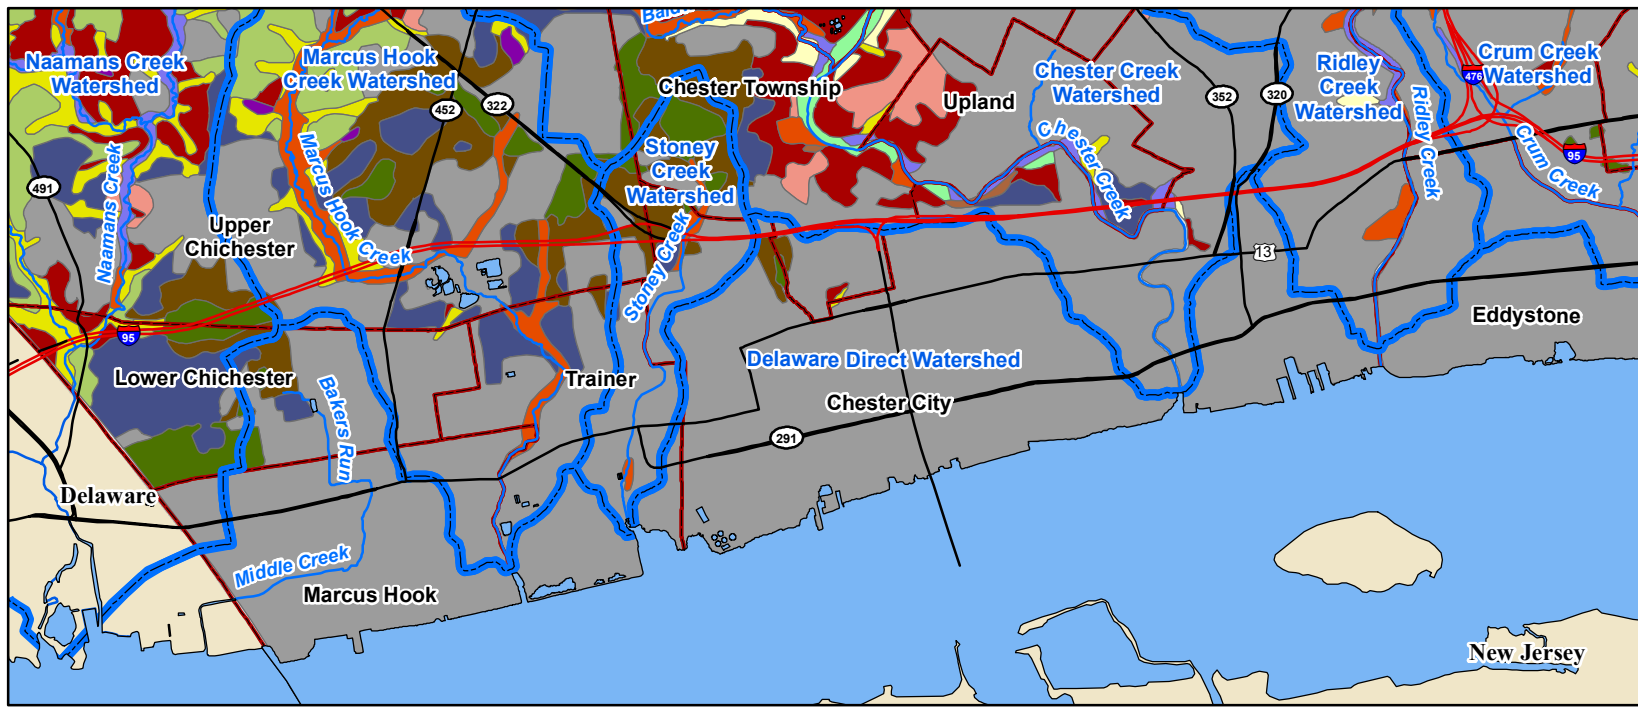 Naamans Creek
Watershed
Marcus Hook
Creek Watershed
452
322
Chester Township
Upland
Chester Creek
Watershed
352
320
Ridley
Creek
Watershed
476
Crum Creek
Watershed
95
491
Naamans Creek
Marcus Hook Creek
Stoney
Creek
Watershed
Chester Creek
Ridley Creek
Crum Creek
Upper
Chichester
Stoney Creek
13
95
Eddystone
Lower Chichester
Bakers Run
Trainer
Delaware Direct Watershed
Chester City
291
Delaware
Middle Creek
Marcus Hook
New Jersey